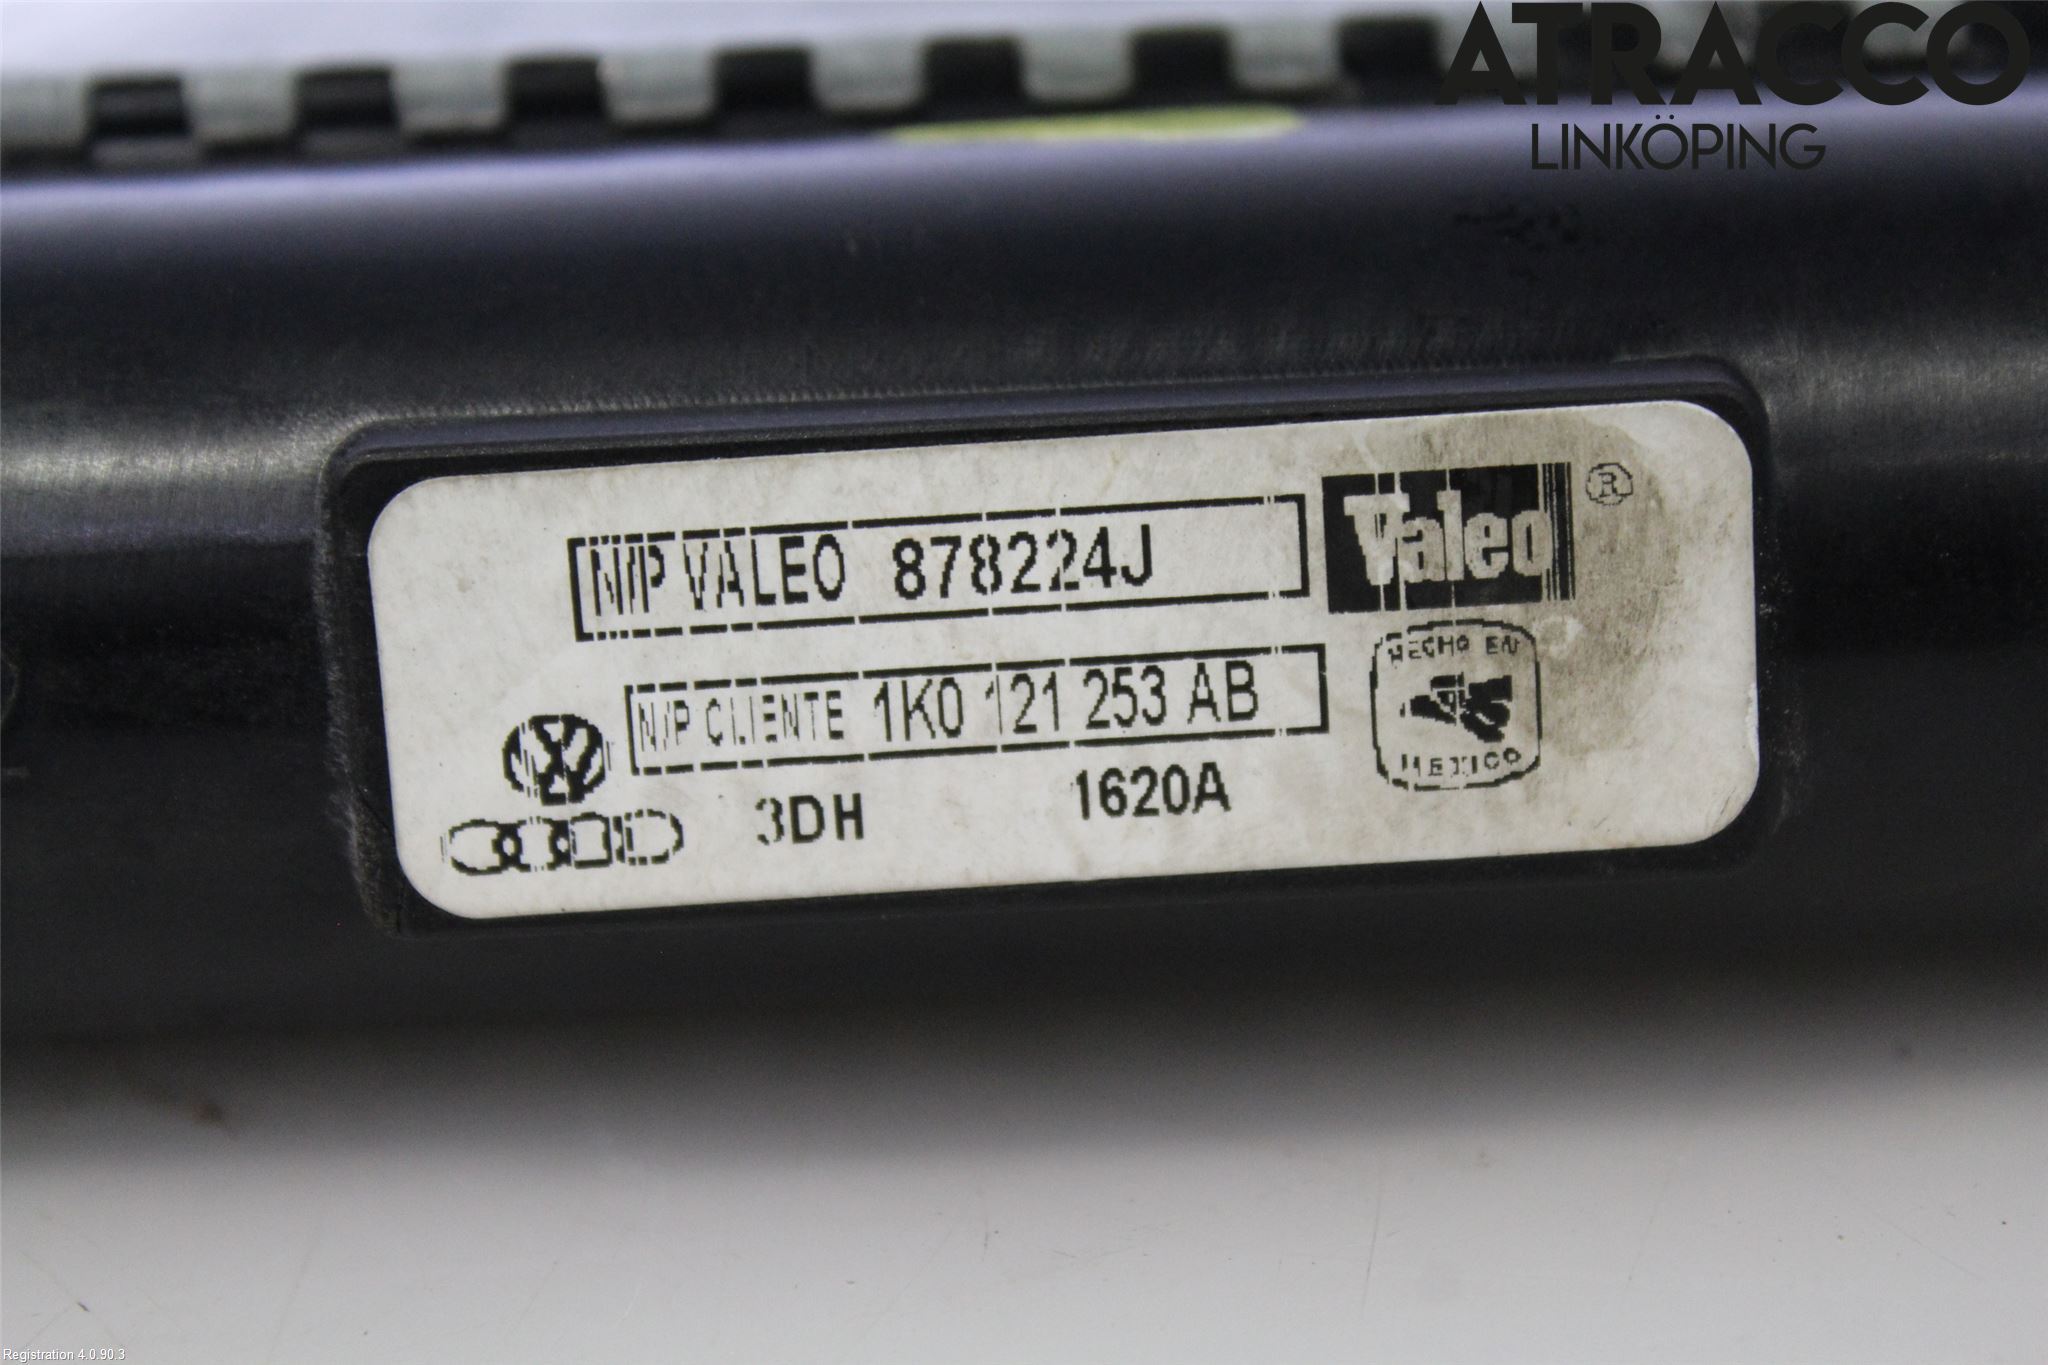 ATRACCO
LINKÖPING
N/P VALEO 878224J
Valeo ®
N/P CLIENTE 1K0 121 253 AB
HECHO EN
MEXICO
3DH 1620A
Registration 4.0.90.3